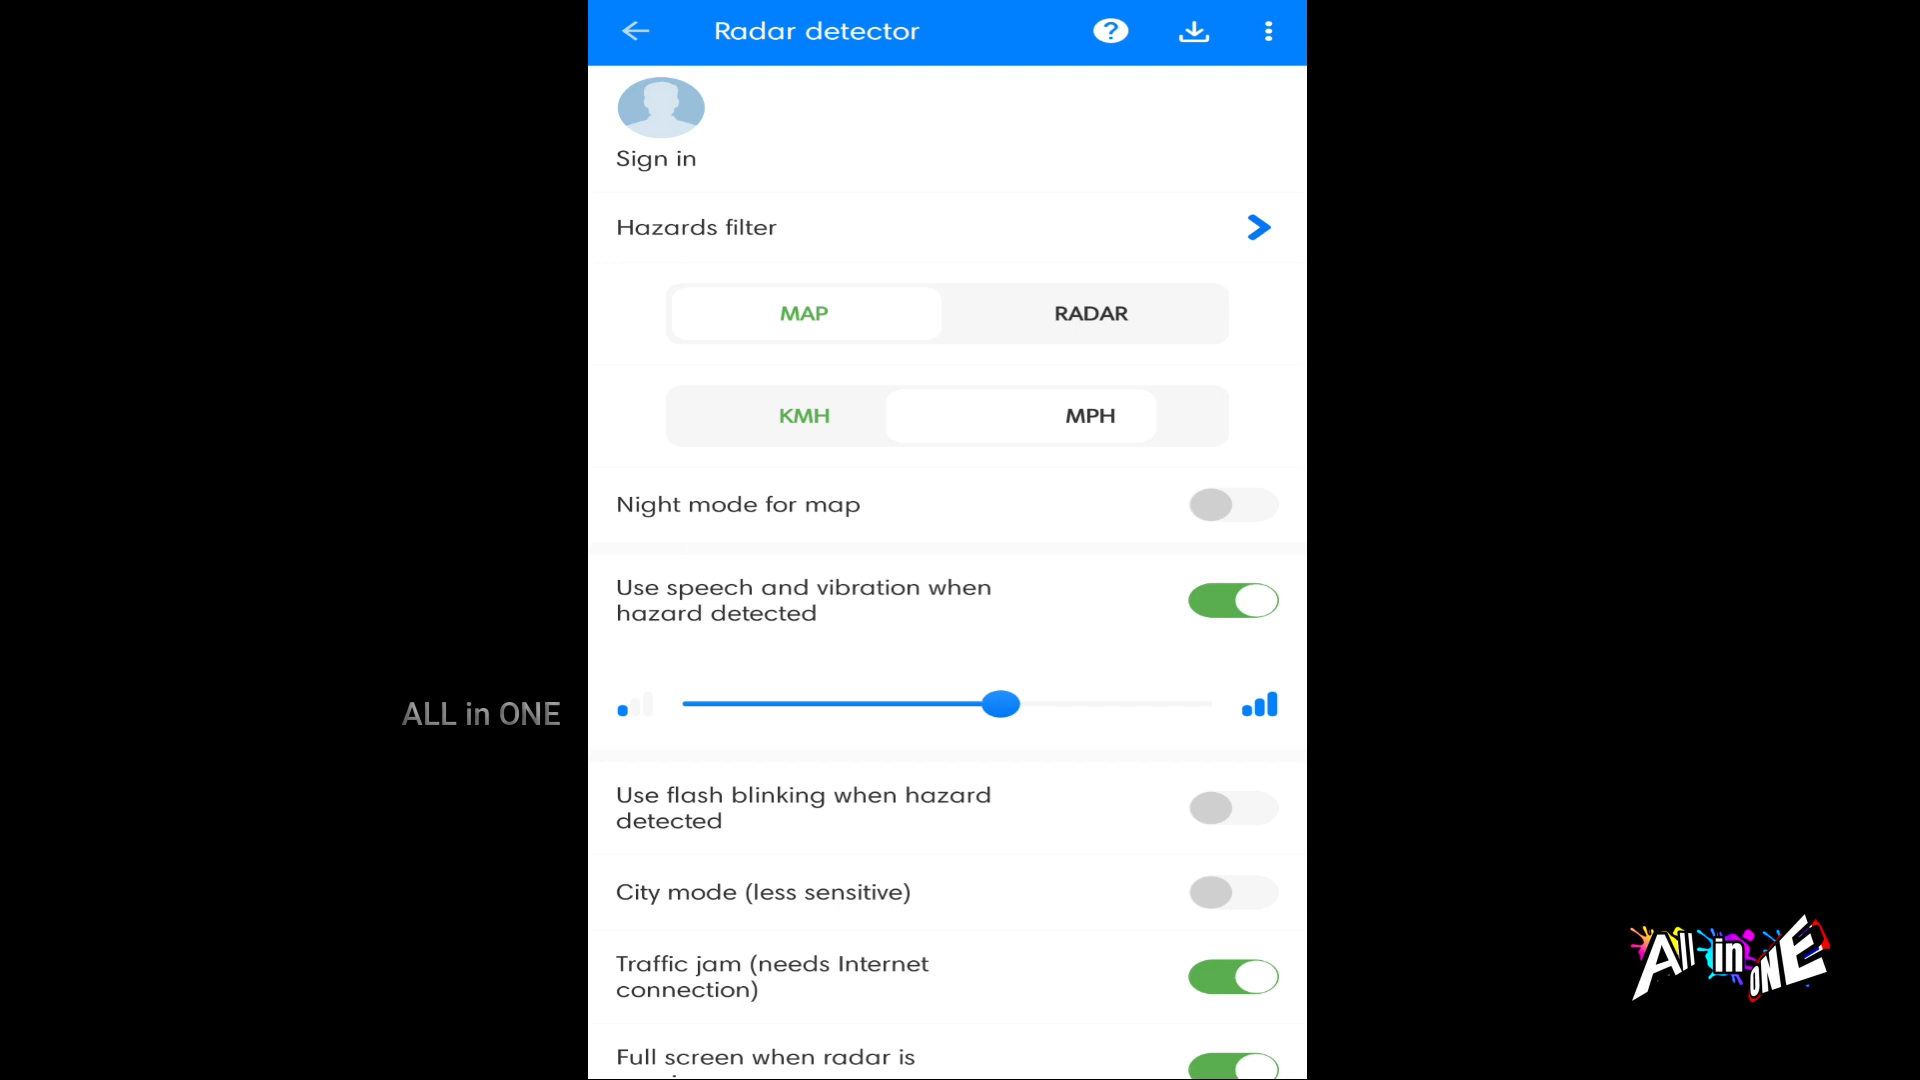 Radar detector
Sign in
Hazards filter
MAP RADAR
KMH MPH
Night mode for map
Use speech and vibration when
hazard detected
ALL in ONE
Use flash blinking when hazard
detected
City mode (less sensitive)
Traffic jam (needs Internet
connection)
All in ONE
Full screen when radar is